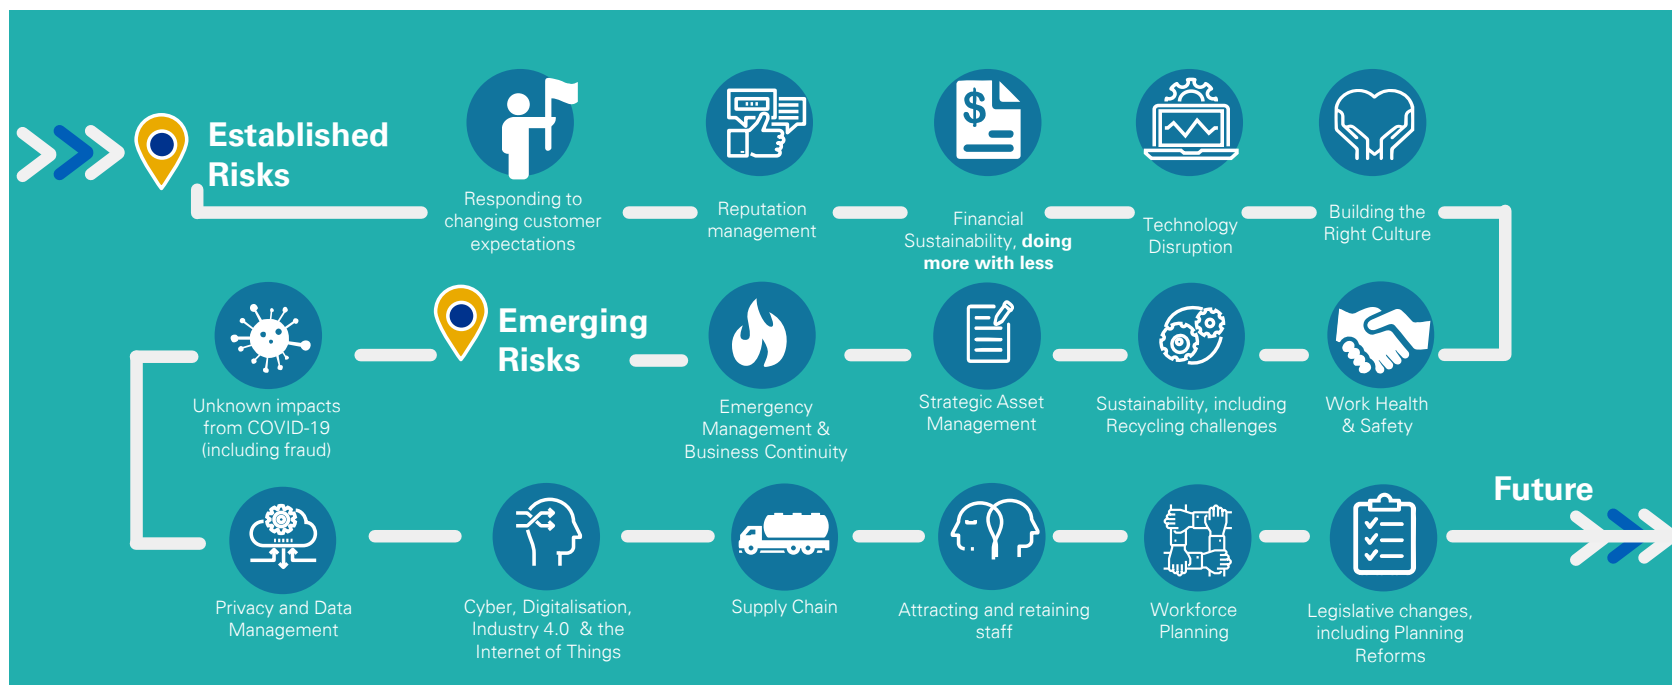 Established
Risks
Responding to
changing customer
expectations
Reputation
management
$
Financial
Sustainability, doing
more with less
Technology
Disruption
Building the
Right Culture
Work Health
& Safety
Sustainability, including
Recycling challenges
Strategic Asset
Management
Emergency
Management &
Business Continuity
Emerging
Risks
Unknown impacts
from COVID-19
(including fraud)
Privacy and Data
Management
Cyber, Digitalisation,
Industry 4.0 & the
Internet of Things
Supply Chain
Attracting and retaining
staff
Workforce
Planning
Legislative changes,
including Planning
Reforms
Future